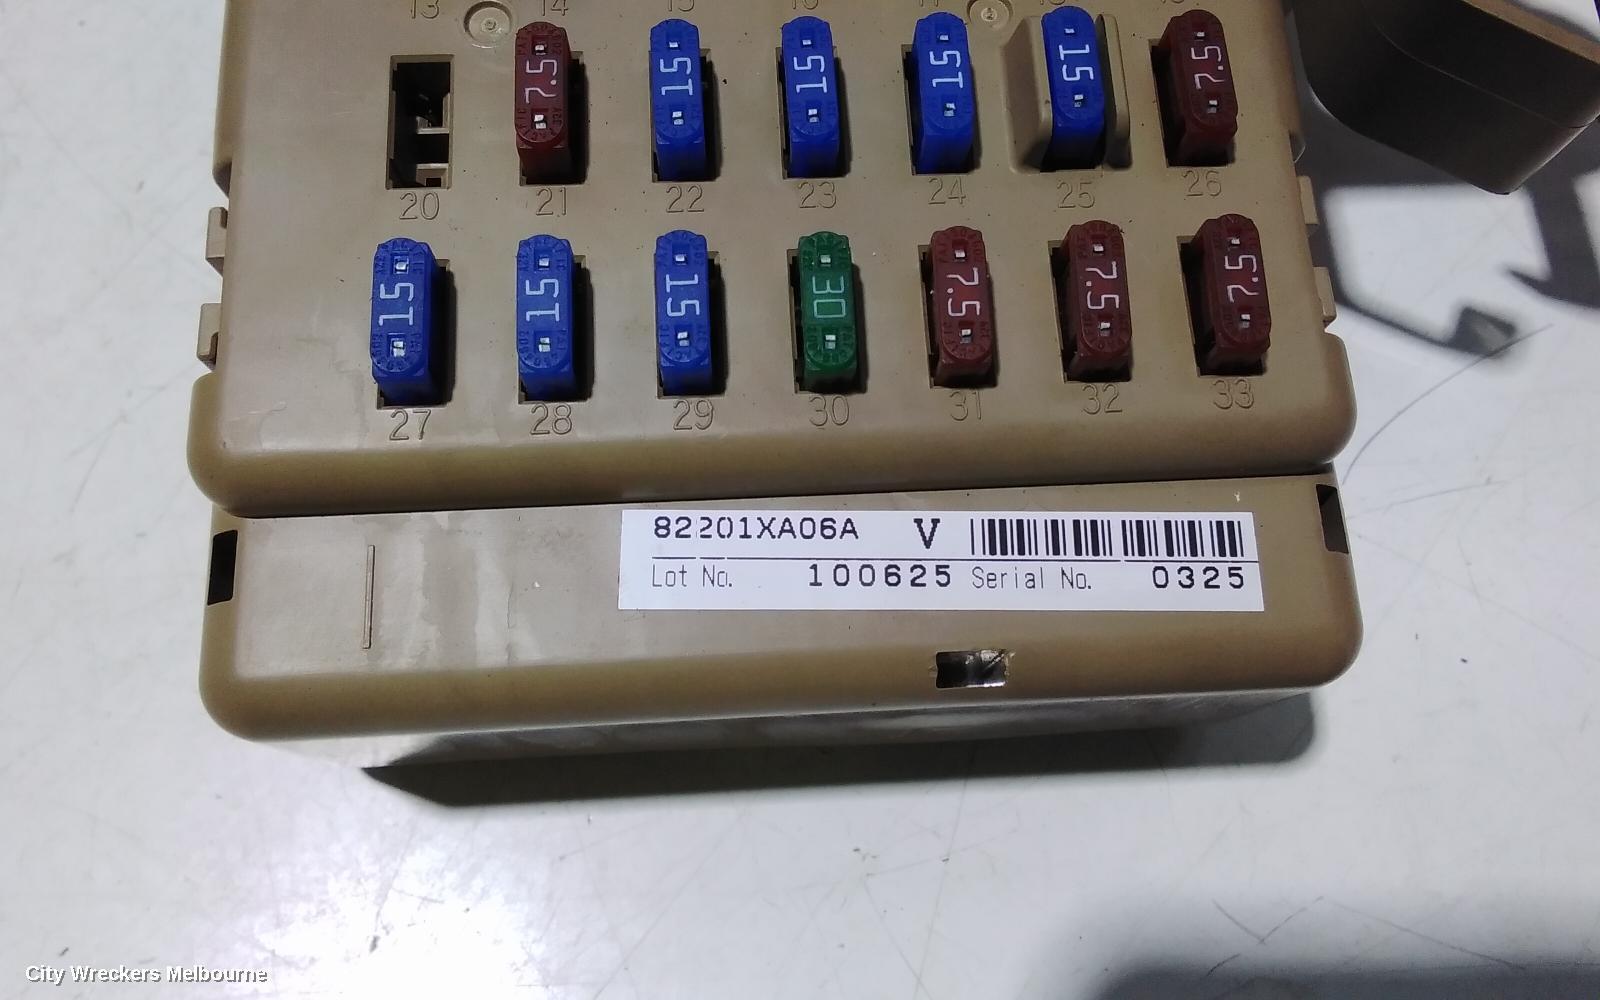 7.5 15 15 15 15 7.5
20 21 22 23 24 25 26
15 15 15 30 7.5 7.5 7.5
27 28 29 30 31 32 33
82201XA06A V
Lot No. 100625 Serial No. 0325
City Wreckers Melbourne